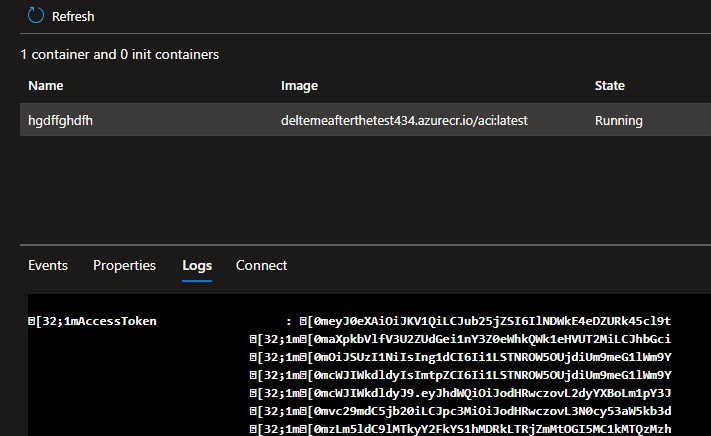 Refresh
1 container and 0 init containers
Name Image State
hgdffghdfh deltemeafterthetest434.azurecr.io/aci:latest Running
Events Properties Logs Connect
[32;1mAccessToken : [0meyJ0eXAiOiJKV1QiLCJub25jZSI6IlNDWkE4eDZURk45cl9t
[32;1m[0maXpkbVlfV3U2ZUdGei1nY3Z0eWhkQWk1eHVUT2MiLCJhbGci
[32;1m[0mOiJSUzI1NiIsIng1dCI6Ii1LSTNROW5OUjdiUm9meG1lWm9Y
[32;1m[0mcWJIWkdldyIsImtpZCI6Ii1LSTNROW5OUjdiUm9meG1lWm9Y
[32;1m[0mcWJIWkdldyJ9.eyJhdWQiOiJodHRwczovL2dyYXBoLm1pY3J
[32;1m[0mvc29mdC5jb20iLCJpc3MiOiJodHRwczovL3N0cy53aW5kb3d
[32;1m[0mzLm5ldC9lMTkyY2FkYS1hMDRkLTRjZmMtOGI5MC1kMTQzMzh